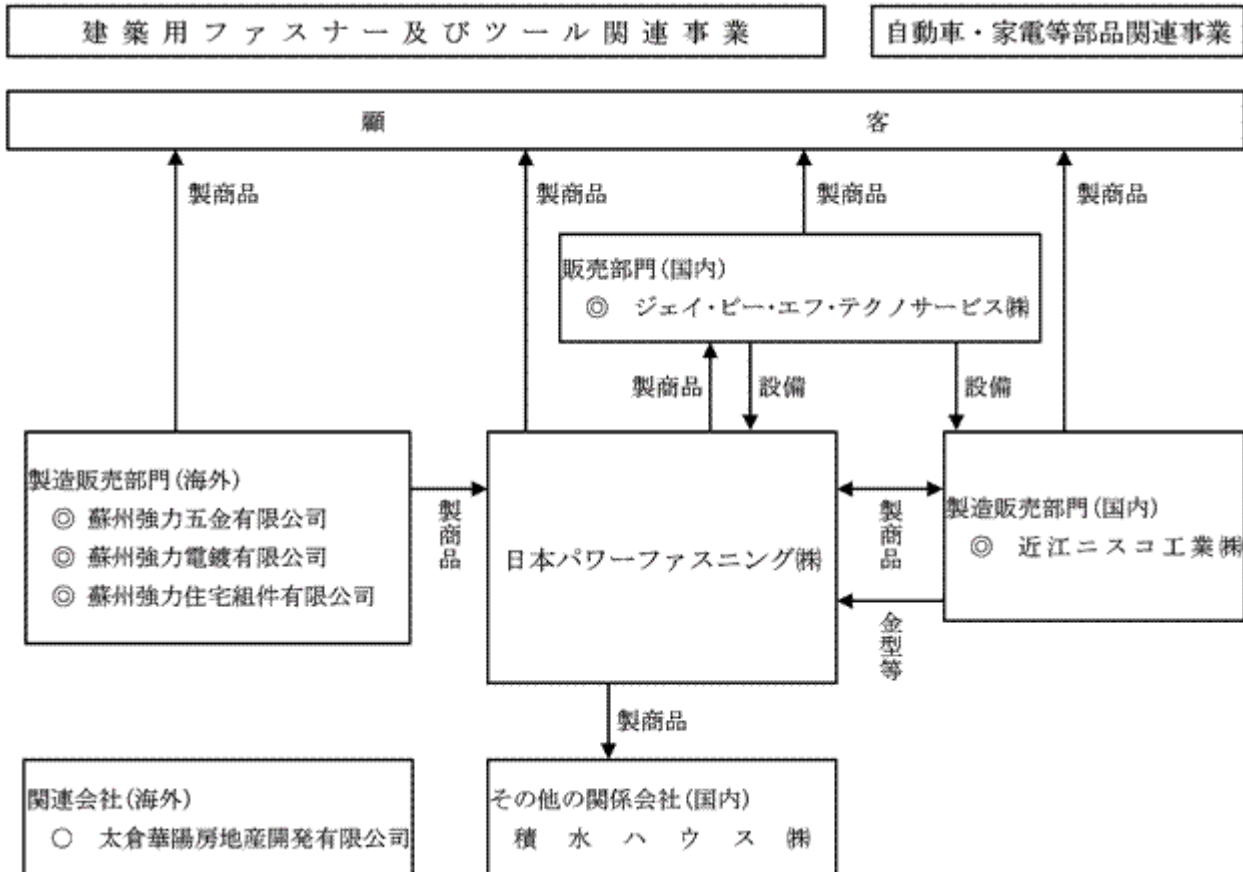 建築用ファスナー及びツール関連事業
自動車・家電等部品関連事業
顧客
製商品
製商品
製商品
製商品
販売部門(国内)
◎ ジェイ・ピー・エフ・テクノサービス㈱
製商品
設備
設備
製造販売部門(海外)
◎ 蘇州強力五金有限公司
◎ 蘇州強力電鍍有限公司
◎ 蘇州強力住宅組件有限公司
製商品
日本パワーファスニング㈱
製商品
金型等
製造販売部門(国内)
◎ 近江ニスコ工業㈱
製商品
関連会社(海外)
○ 太倉華陽房地産開発有限公司
その他の関係会社(国内)
積水ハウス㈱